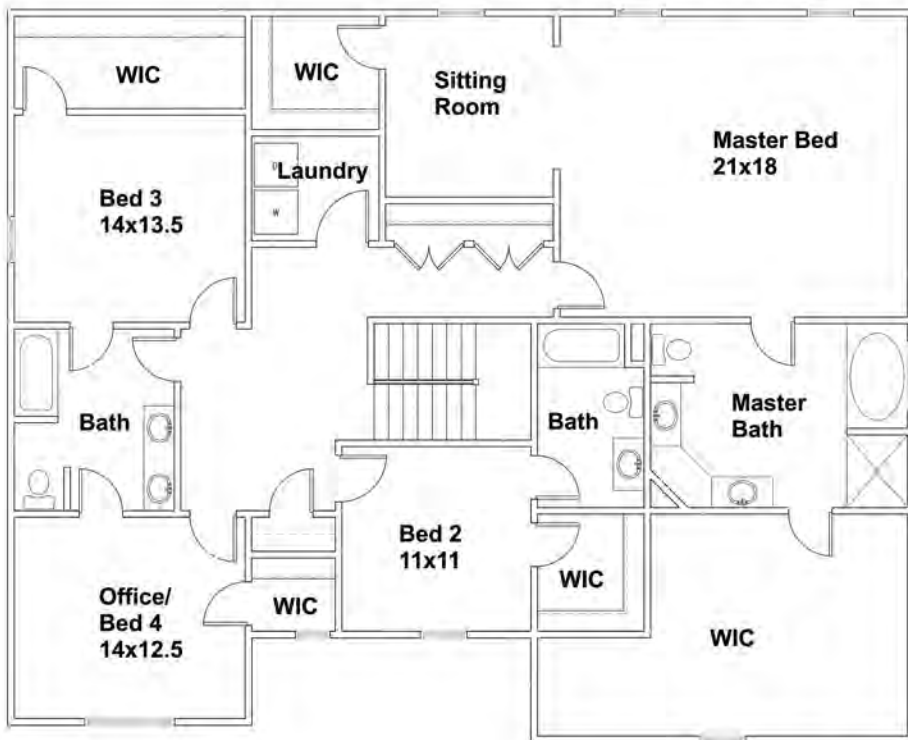 WIC
WIC
Sitting
Room
Master Bed
21x18
D
Laundry
W
Bed 3
14x13.5
Bath
Bath
Master
Bath
Bed 2
11x11
WIC
Office/
Bed 4
14x12.5
WIC
WIC